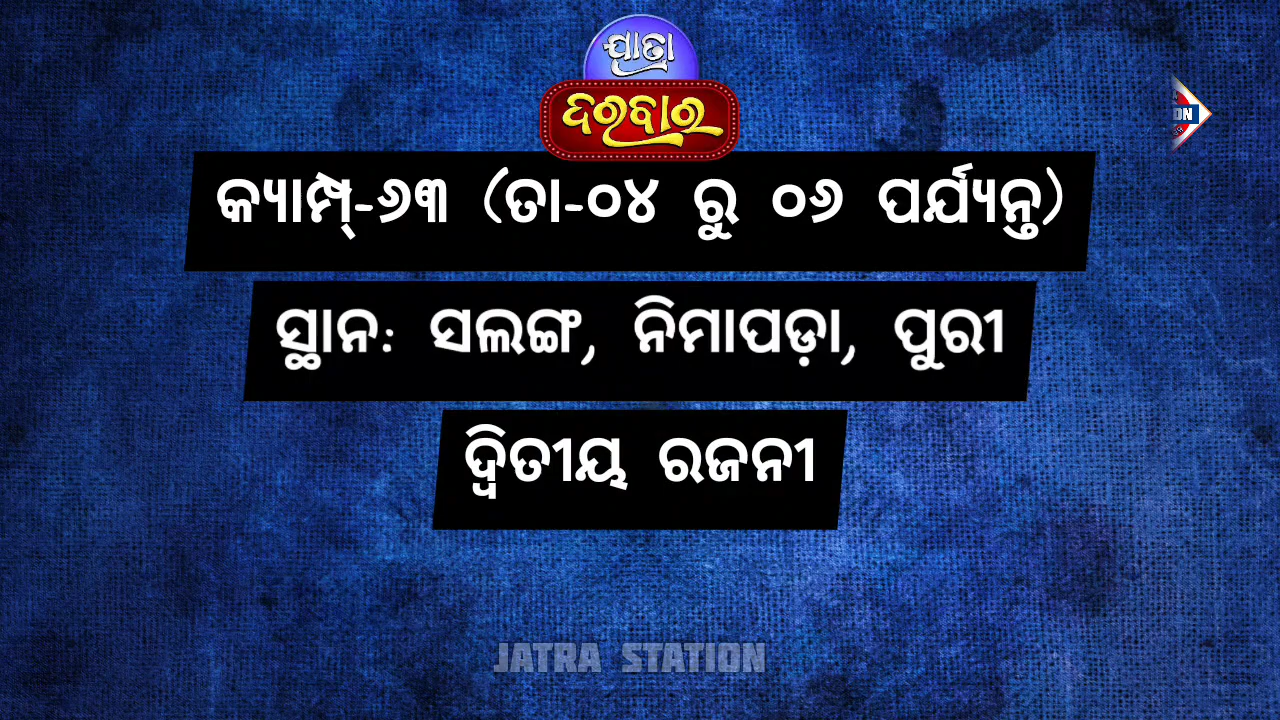 ଯାତ୍ରା
ଦରବାର
କ୍ୟାମ୍ପ୍-୬୩ (ତା-୦୪ ରୁ ୦୬ ପର୍ଯ୍ୟନ୍ତ)
ସ୍ଥାନ: ସଲଙ୍ଗ, ନିମାପଡ଼ା, ପୁରୀ
ଦ୍ୱିତୀୟ ରଜନୀ
JATRA STATION